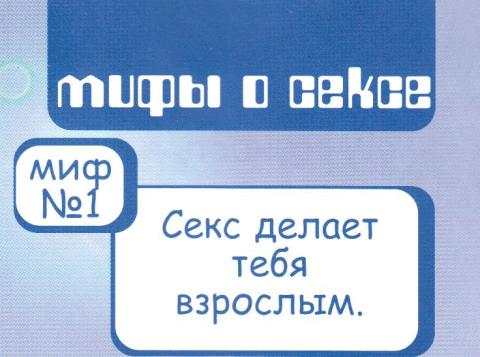 мифы о сексе
миф
№1
Секс делает
тебя
взрослым.